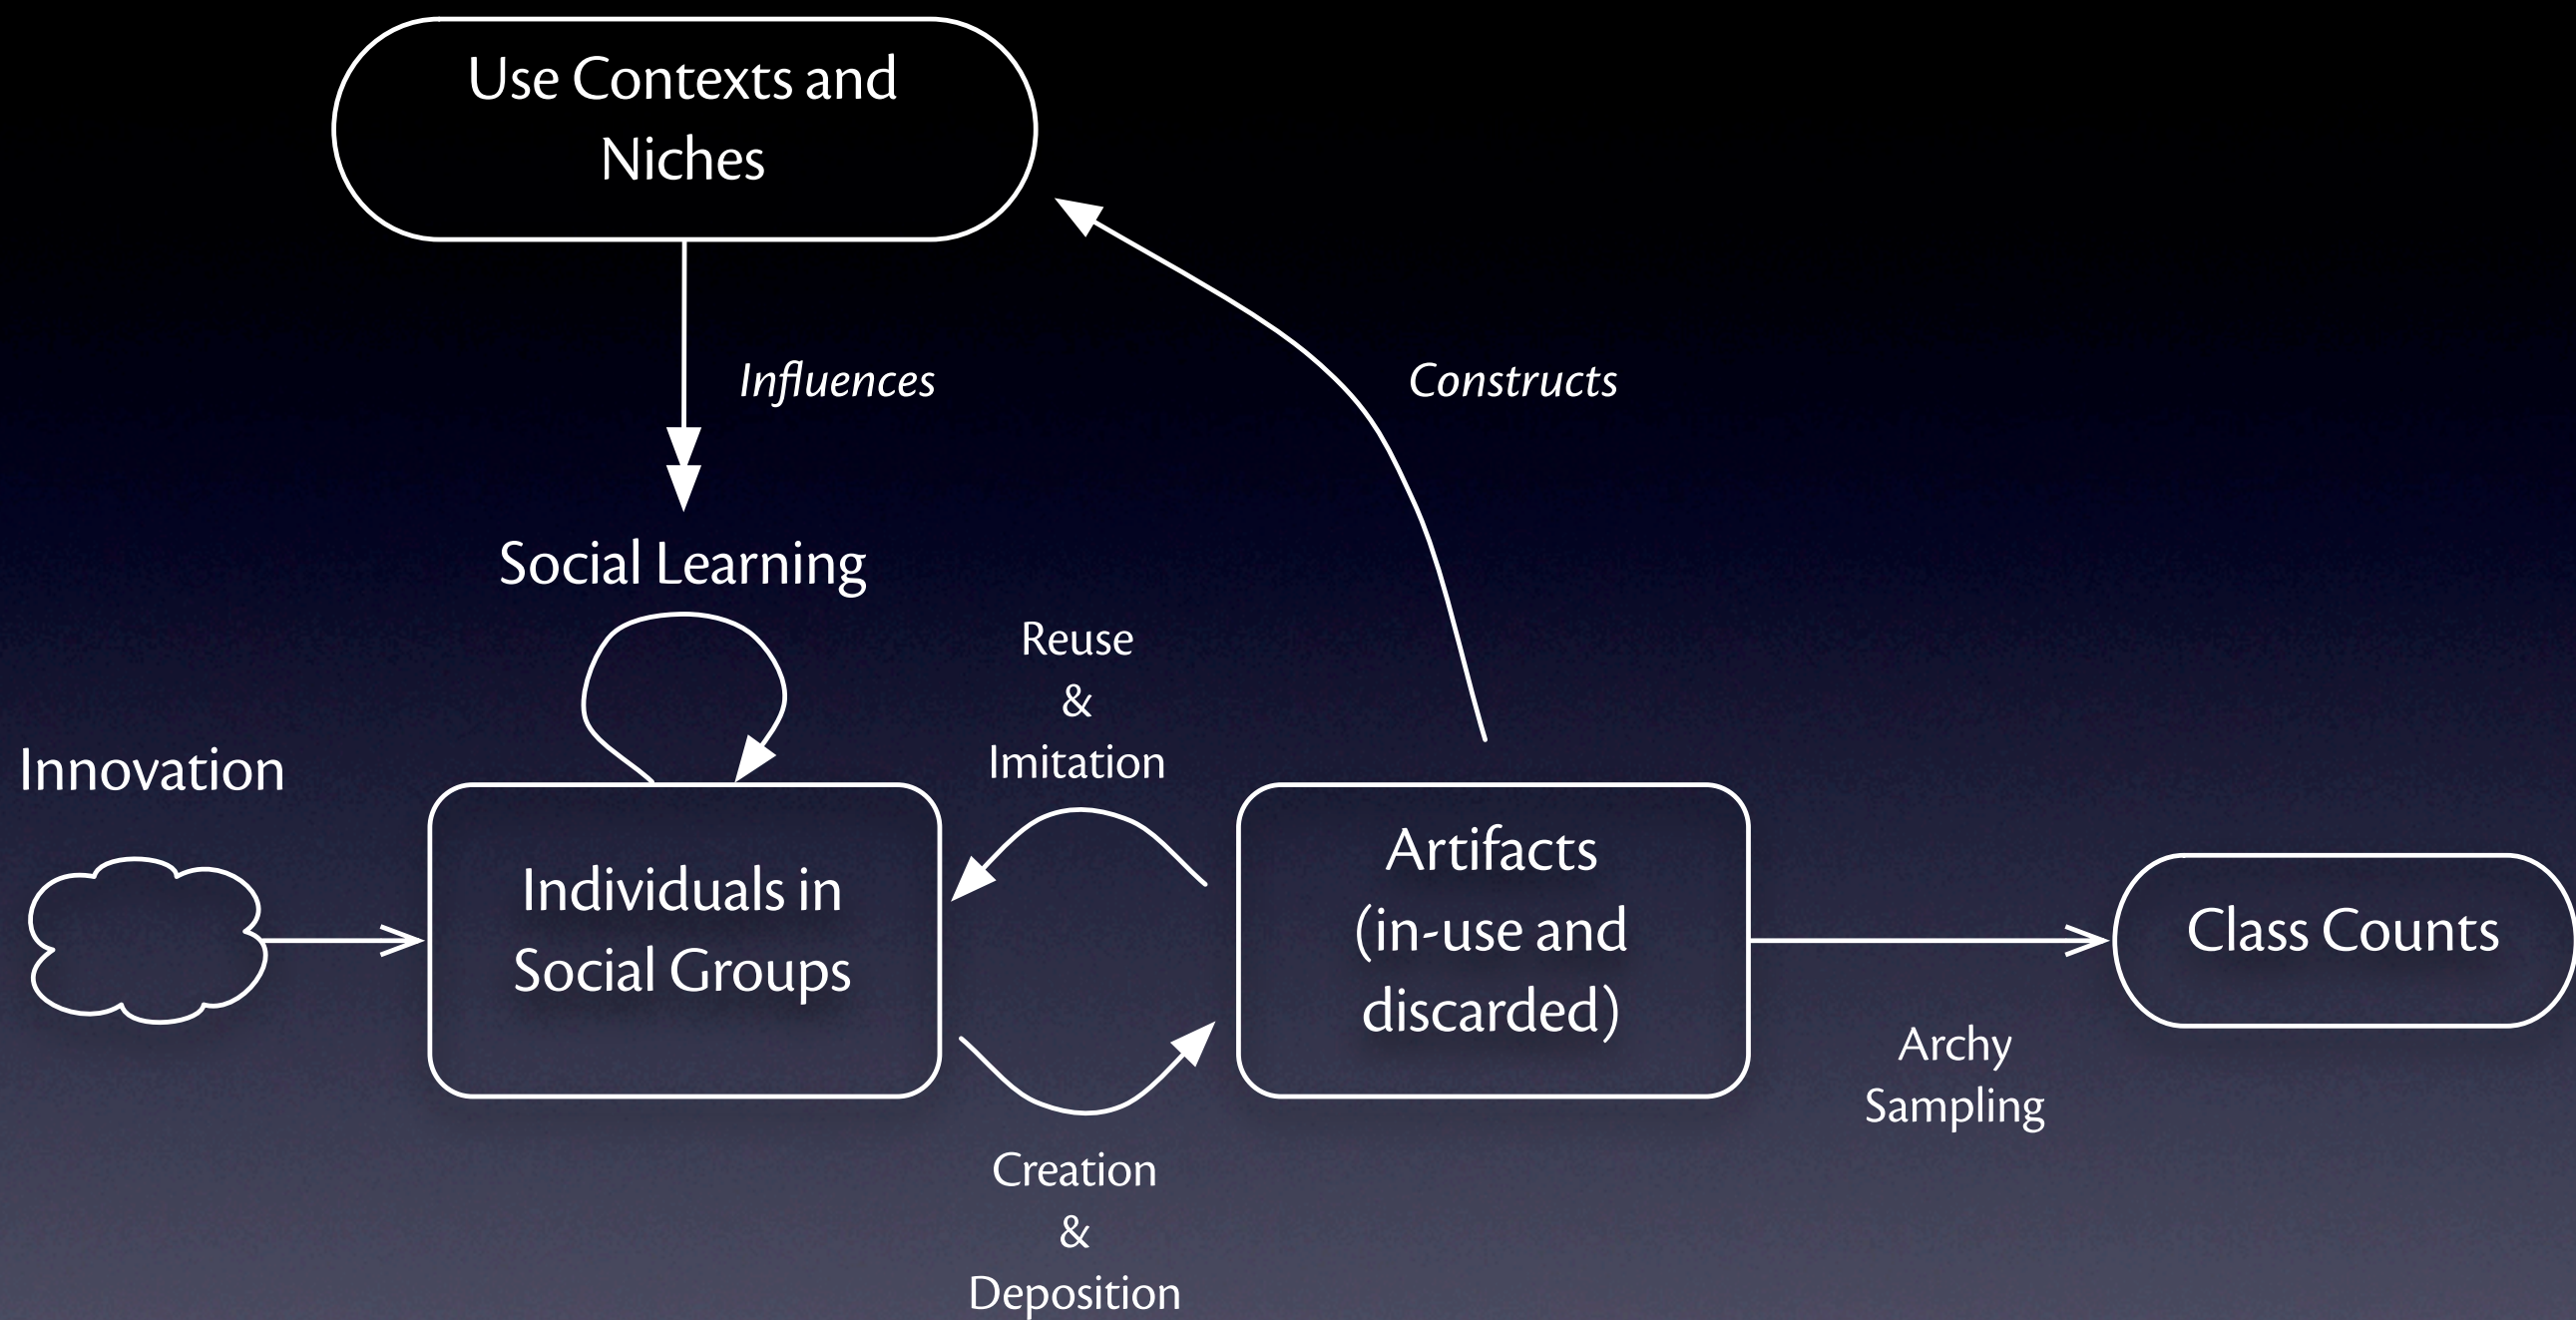 Use Contexts and
Niches
Influences
Constructs
Social Learning
Reuse
&
Imitation
Innovation
Individuals in
Social Groups
Artifacts
(in-use and
discarded)
Class Counts
Archy
Sampling
Creation
&
Deposition